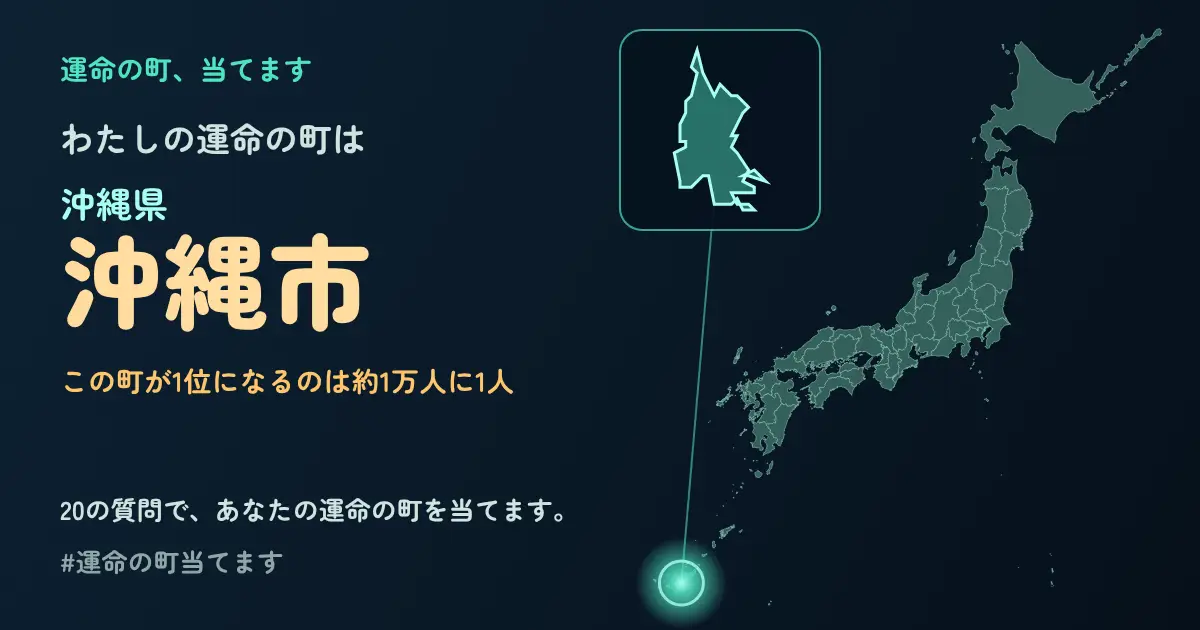 運命の町、当てます
わたしの運命の町は
沖縄県
沖縄市
この町が1位になるのは約1万人に1人
20の質問で、あなたの運命の町を当てます。
#運命の町当てます